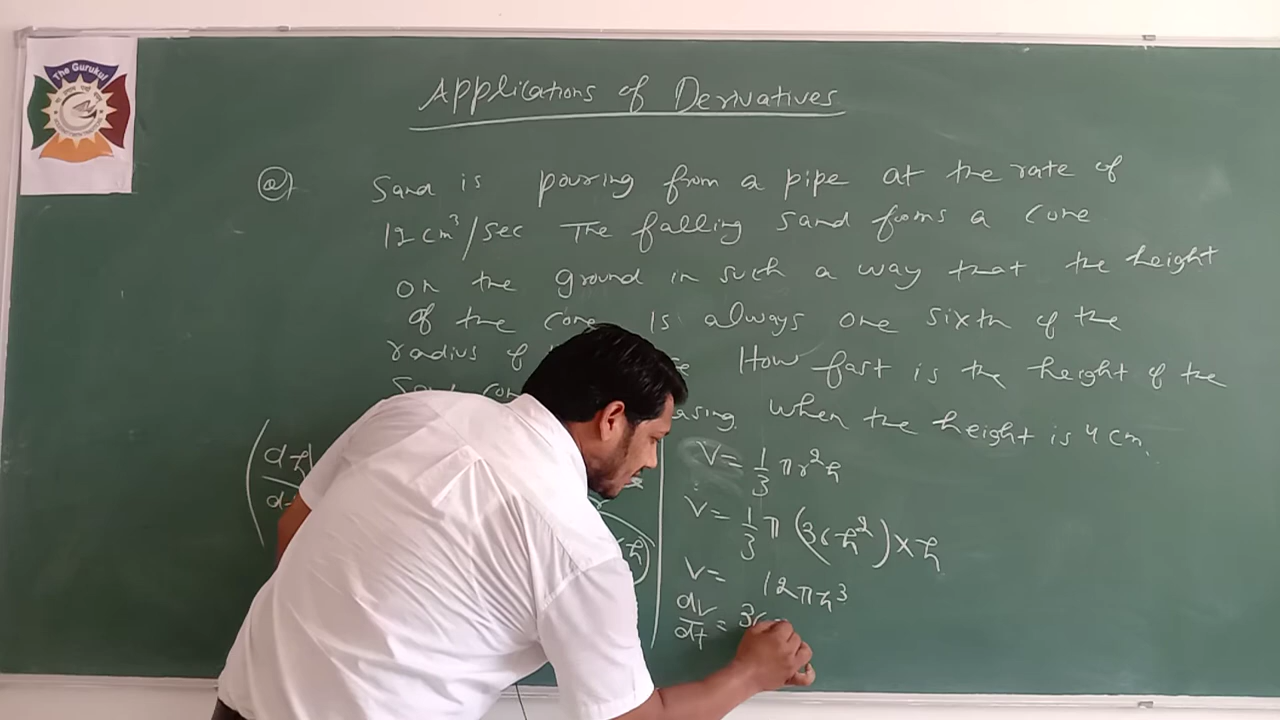 The Gurukul
Applications of Derivatives
Q) Sand is pouring from a pipe at the rate of
12 cm³/sec The falling sand forms a cone
on the ground in such a way that the height
of the cone is always one sixth of the
radius of How fast is the height of the
Sand when the height is 4 cm.
V = 1/3 πr²h
V = 1/3 π (36h²) × h
V = 12πh³
dv/dt = 36